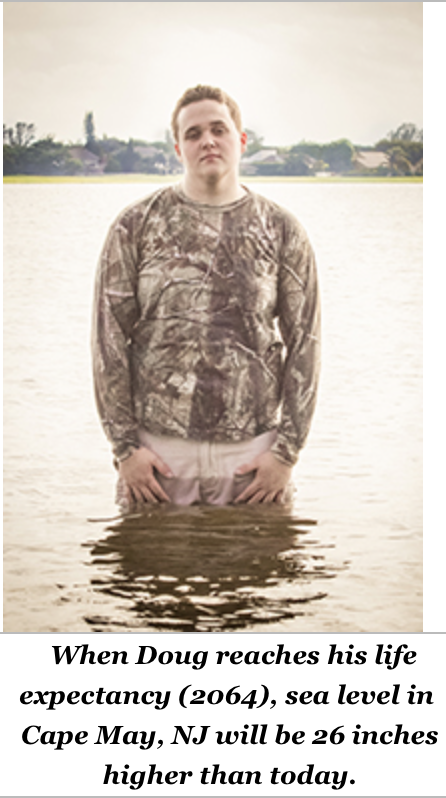 When Doug reaches his life
expectancy (2064), sea level in
Cape May, NJ will be 26 inches
higher than today.